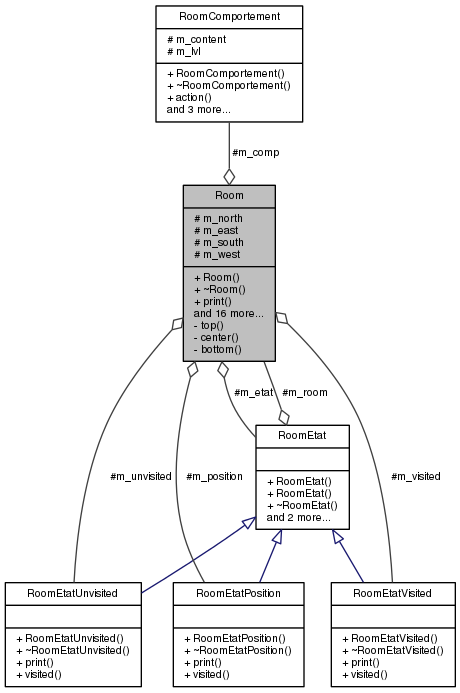 RoomComportement
# m_content
# m_lvl
+ RoomComportement()
+ ~RoomComportement()
+ action()
and 3 more...
#m_comp
Room
# m_north
# m_east
# m_south
# m_west
+ Room()
+ ~Room()
+ print()
and 16 more...
- top()
- center()
- bottom()
#m_etat
#m_room
RoomEtat
#m_unvisited
#m_position
#m_visited
+ RoomEtat()
+ RoomEtat()
+ ~RoomEtat()
and 2 more...
RoomEtatUnvisited
+ RoomEtatUnvisited()
+ ~RoomEtatUnvisited()
+ print()
+ visited()
RoomEtatPosition
+ RoomEtatPosition()
+ ~RoomEtatPosition()
+ print()
+ visited()
RoomEtatVisited
+ RoomEtatVisited()
+ ~RoomEtatVisited()
+ print()
+ visited()